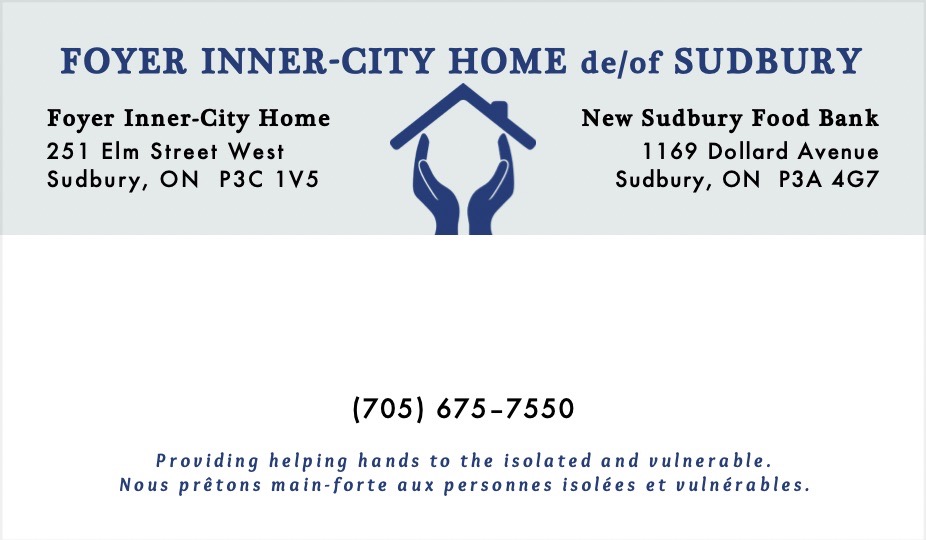 FOYER INNER-CITY HOME de/of SUDBURY
Foyer Inner-City Home
251 Elm Street West
Sudbury, ON P3C 1V5
New Sudbury Food Bank
1169 Dollard Avenue
Sudbury, ON P3A 4G7
(705) 675–7550
Providing helping hands to the isolated and vulnerable.
Nous prêtons main-forte aux personnes isolées et vulnérables.